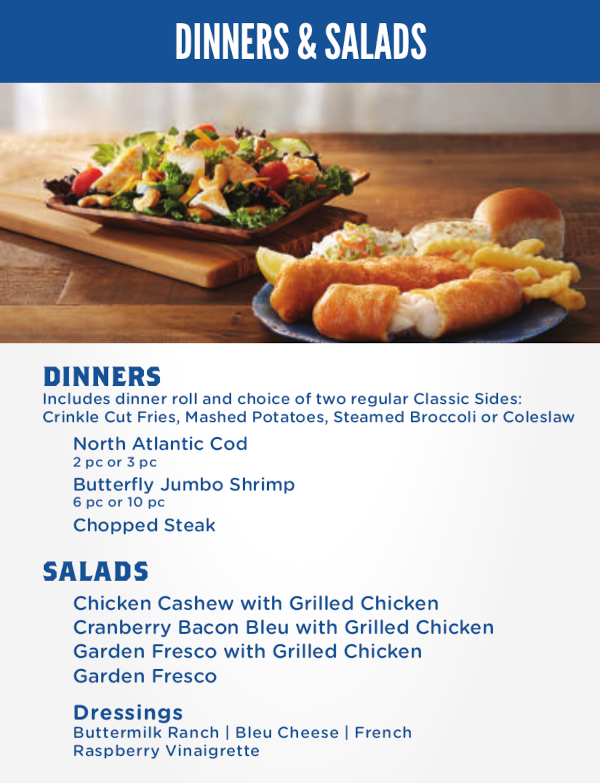 DINNERS & SALADS
DINNERS
Includes dinner roll and choice of two regular Classic Sides:
Crinkle Cut Fries, Mashed Potatoes, Steamed Broccoli or Coleslaw
North Atlantic Cod
2 pc or 3 pc
Butterfly Jumbo Shrimp
6 pc or 10 pc
Chopped Steak
SALADS
Chicken Cashew with Grilled Chicken
Cranberry Bacon Bleu with Grilled Chicken
Garden Fresco with Grilled Chicken
Garden Fresco
Dressings
Buttermilk Ranch | Bleu Cheese | French
Raspberry Vinaigrette